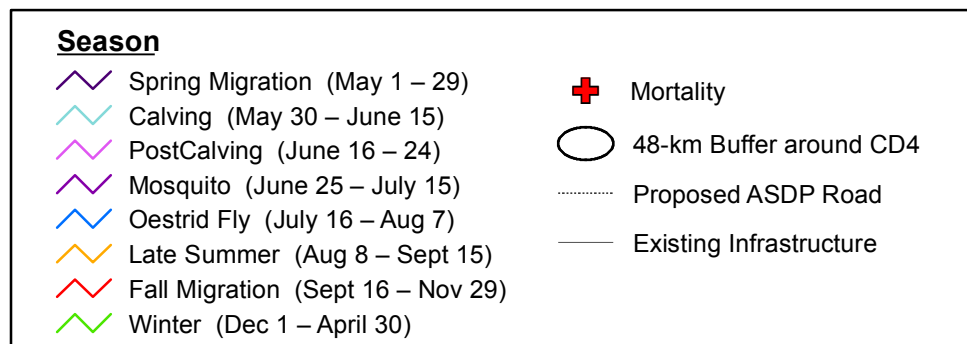 Season
Spring Migration (May 1 – 29)
Calving (May 30 – June 15)
PostCalving (June 16 – 24)
Mosquito (June 25 – July 15)
Oestrid Fly (July 16 – Aug 7)
Late Summer (Aug 8 – Sept 15)
Fall Migration (Sept 16 – Nov 29)
Winter (Dec 1 – April 30)
Mortality
48-km Buffer around CD4
Proposed ASDP Road
Existing Infrastructure